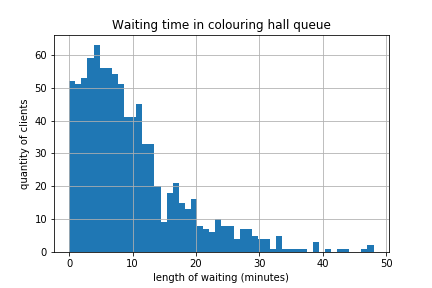 Waiting time in colouring hall queue
60
50
40
30
20
10
0
quantity of clients
0 10 20 30 40 50
length of waiting (minutes)